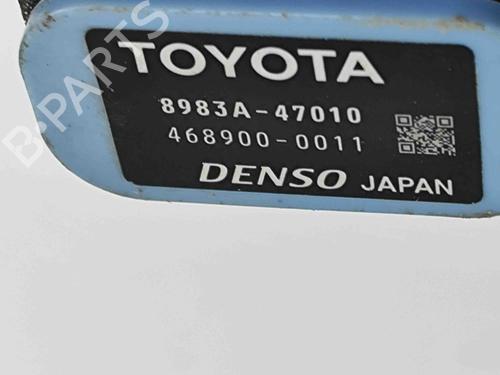 TOYOTA
8983A-47010
468900-0011
DENSO JAPAN
B-PARTS